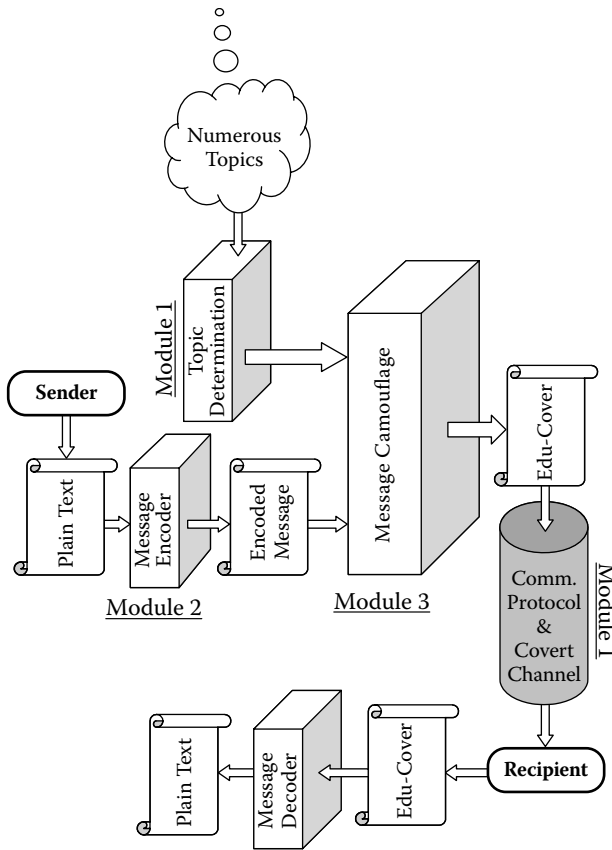 Numerous
Topics
Module 1
Topic
Determination
Sender
Plain Text
Message
Encoder
Module 2
Encoded
Message
Message Camouflage
Module 3
Edu-Cover
Comm.
Protocol
&
Covert
Channel
Module 1
Recipient
Edu-Cover
Message
Decoder
Plain Text